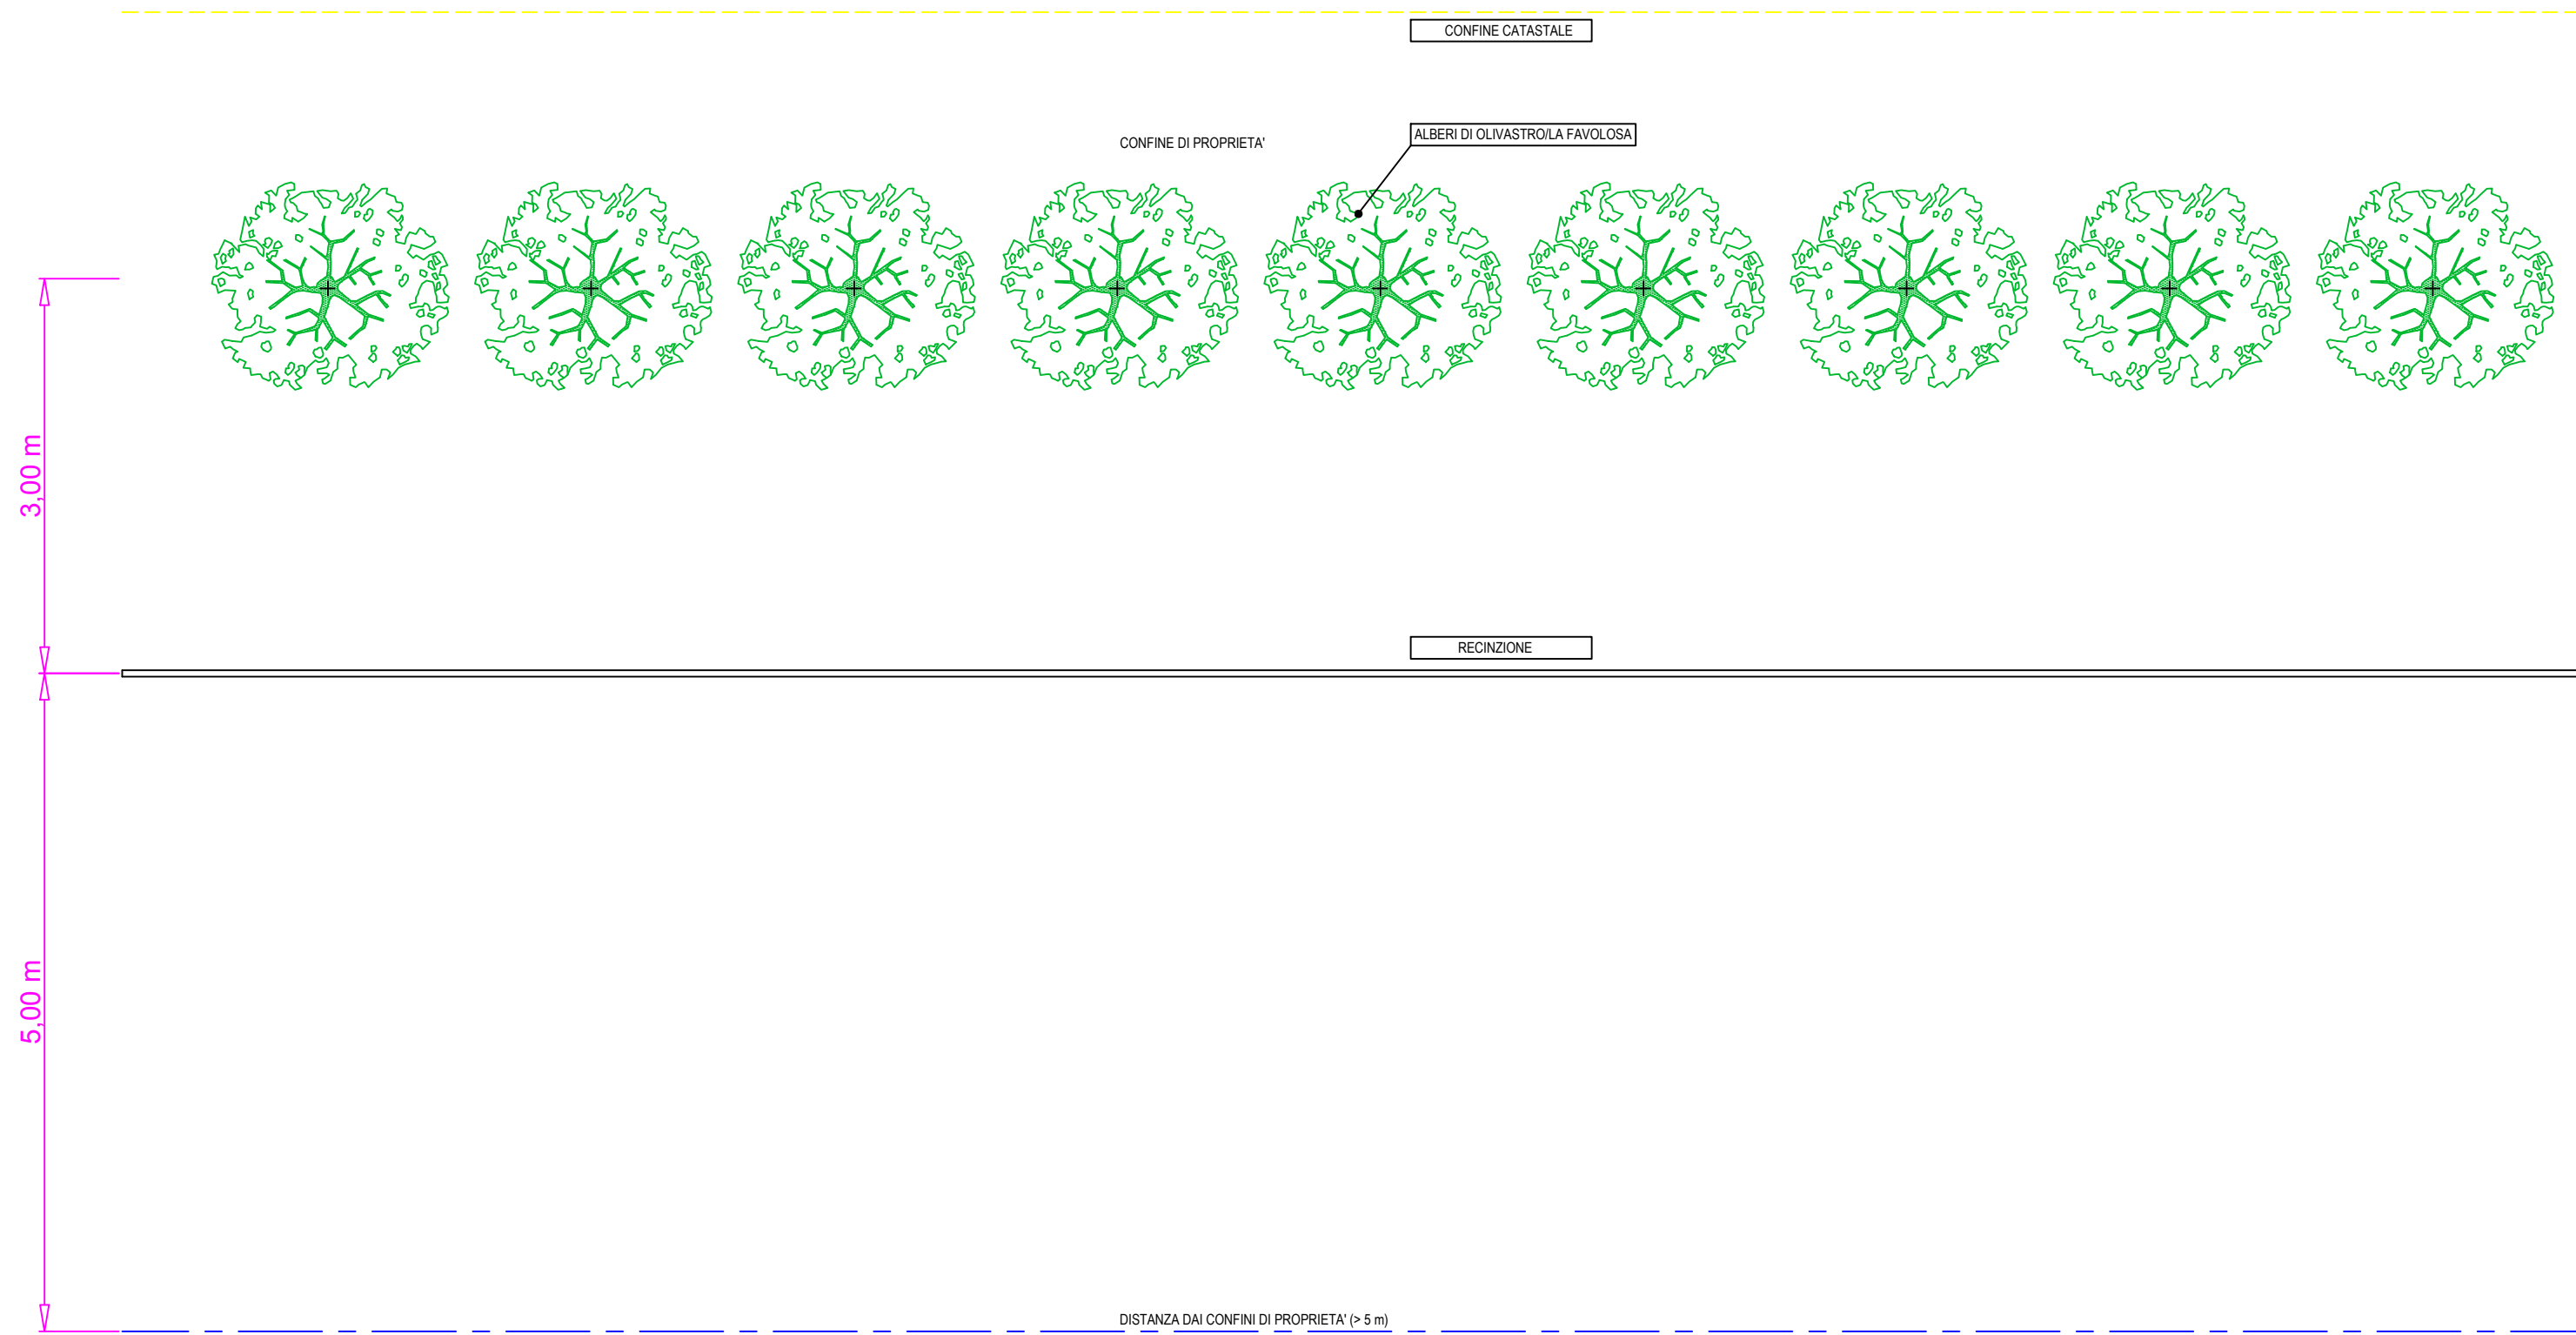 CONFINE CATASTALE
ALBERI DI OLIVASTRO/LA FAVOLOSA
CONFINE DI PROPRIETA'
3,00 m
RECINZIONE
5,00 m
DISTANZA DAI CONFINI DI PROPRIETA' (> 5 m)